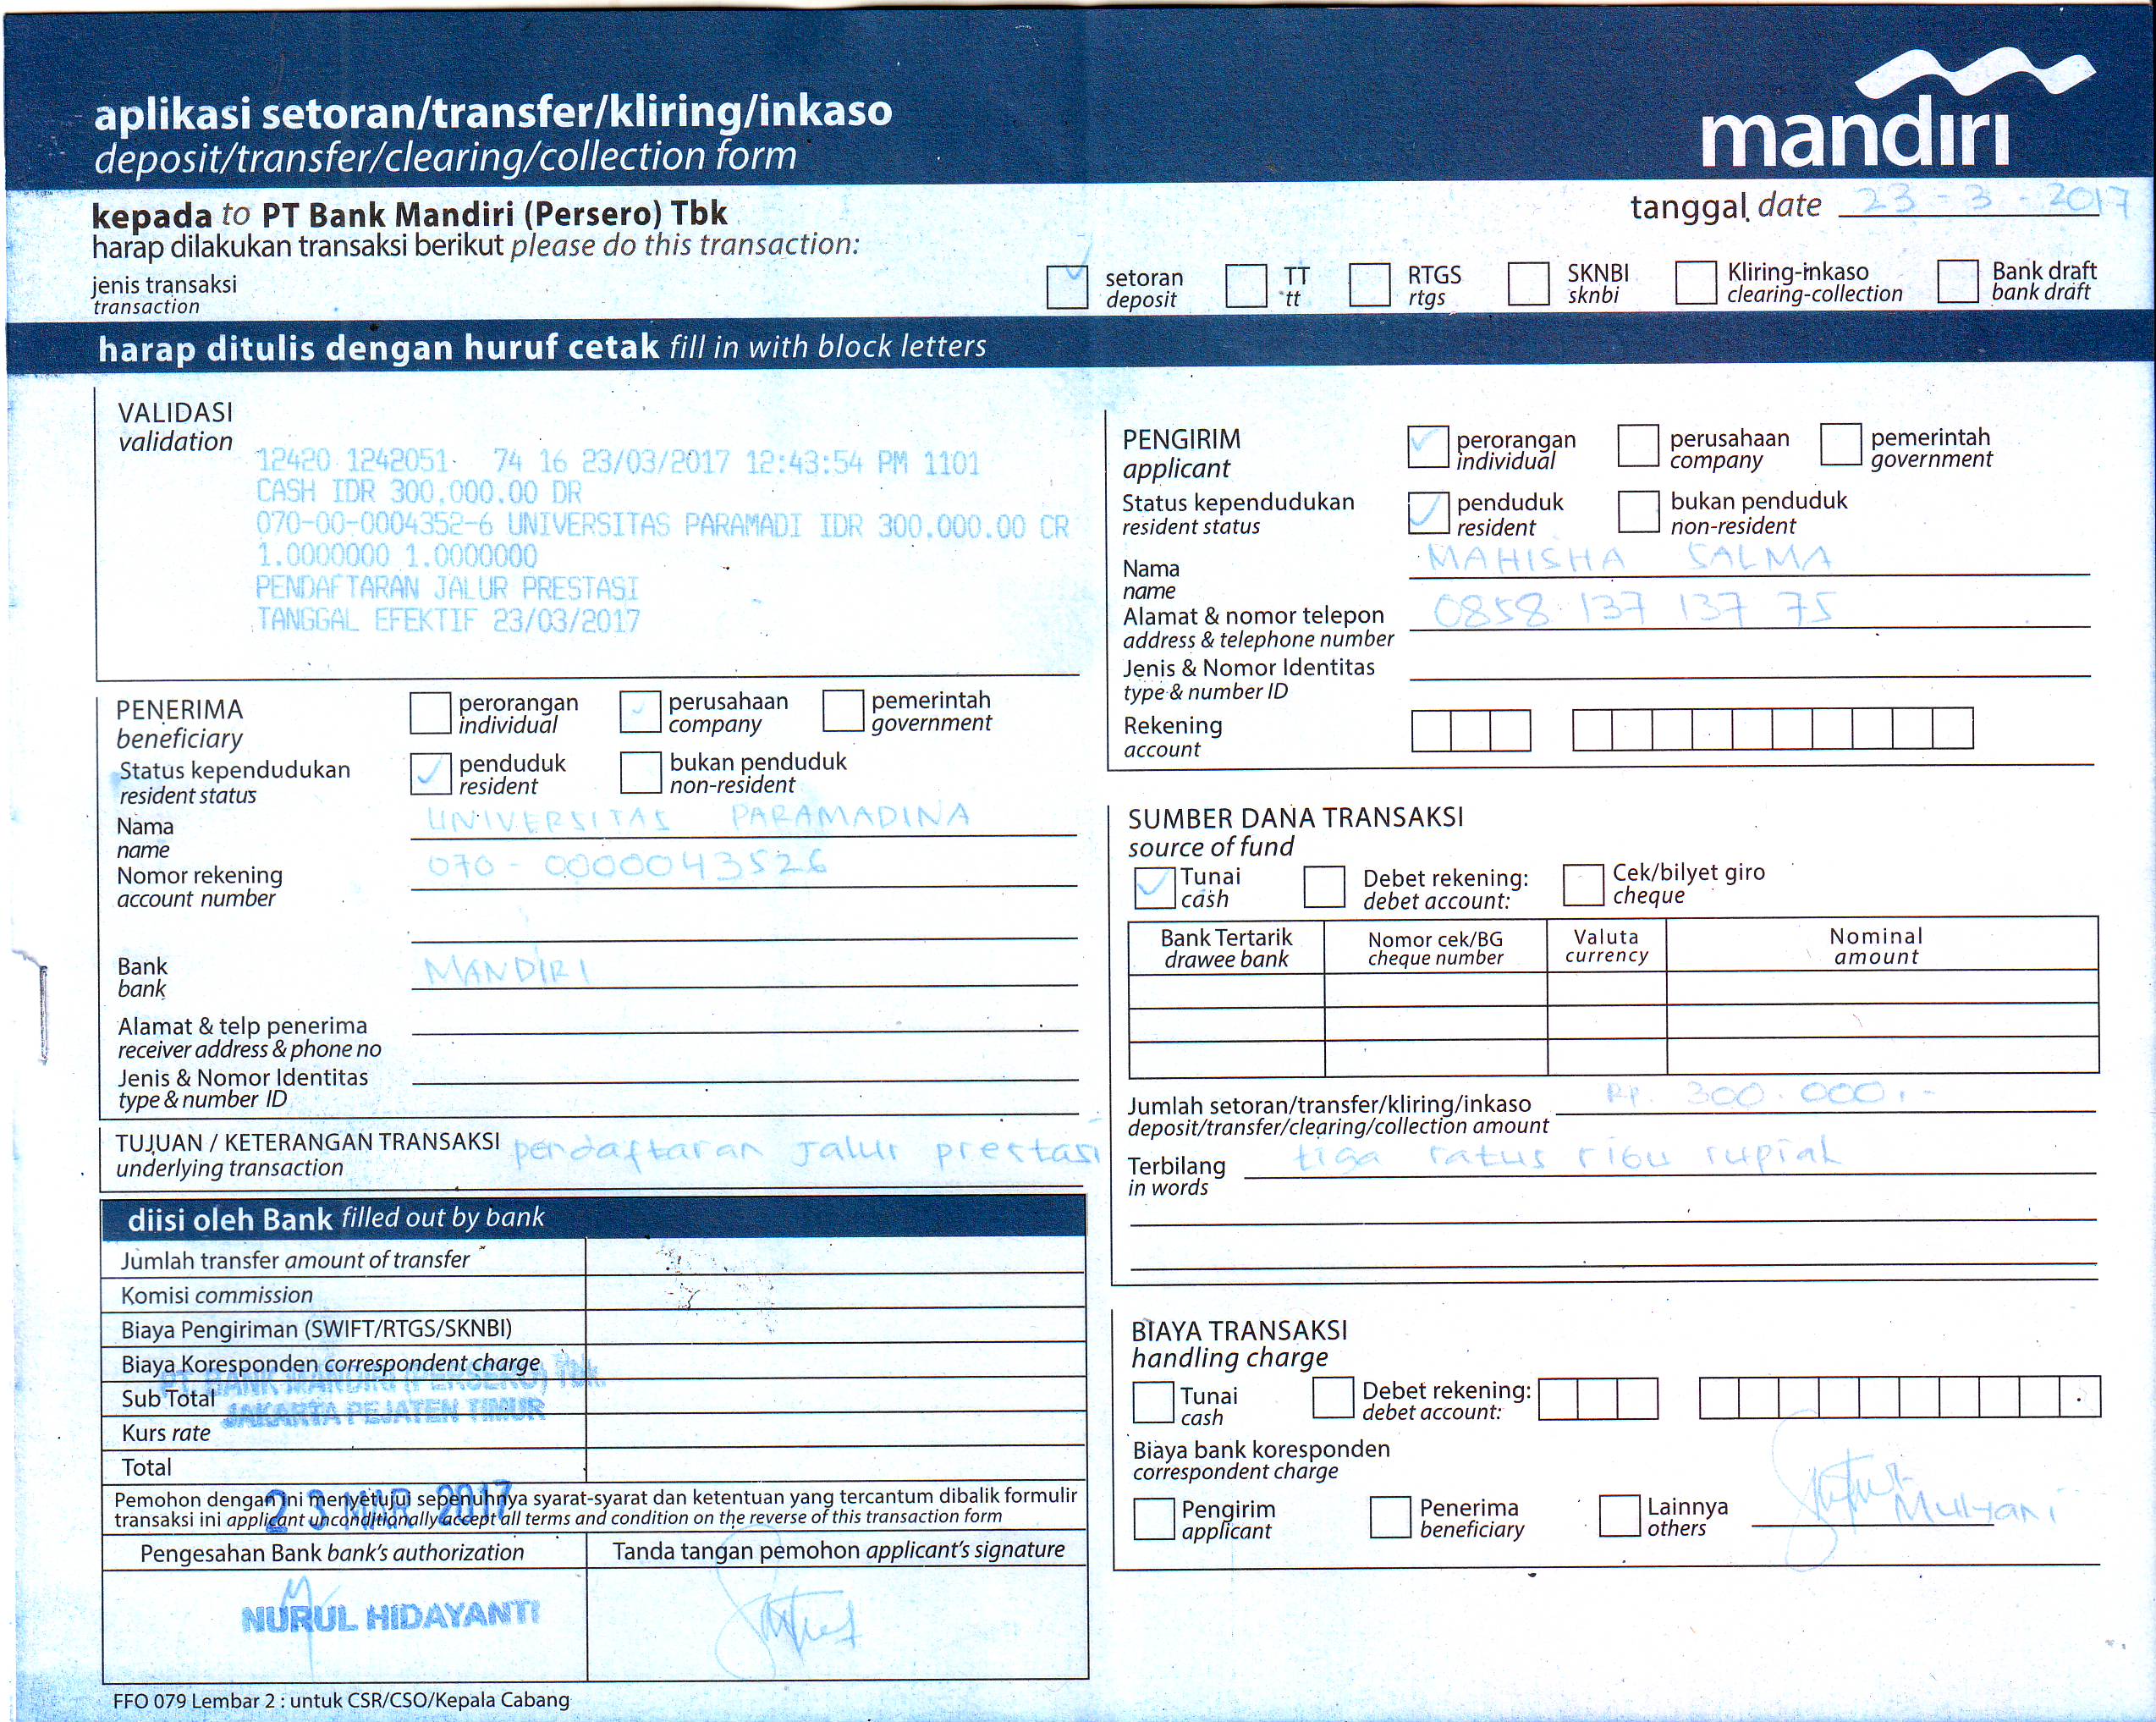 aplikasi setoran/transfer/kliring/inkaso
deposit/transfer/clearing/collection form
mandiri
kepada to PT Bank Mandiri (Persero) Tbk
harap dilakukan transaksi berikut please do this transaction:
tanggal date 23 - 3 - 2017
jenis transaksi
transaction
setoran
deposit
TT
tt
RTGS
rtgs
SKNBI
sknbi
Kliring-inkaso
clearing-collection
Bank draft
bank draft
harap ditulis dengan huruf cetak fill in with block letters
VALIDASI
validation
12420 1242051 74 16 23/03/2017 12:43:54 PM 1101
CASH IDR 300.000.00 DR
070-00-0004352-6 UNIVERSITAS PARAMADI IDR 300.000.00 CR
1.0000000 1.0000000
PENDAFTARAN JALUR PRESTASI
TANGGAL EFEKTIF 23/03/2017
PENERIMA
beneficiary
perorangan
individual
perusahaan
company
pemerintah
government
Status kependudukan
resident status
penduduk
resident
bukan penduduk
non-resident
Nama
name
UNIVERSITAS PARAMADINA
Nomor rekening
account number
070 - 0000043526
Bank
bank
MANDIRI
Alamat & telp penerima
receiver address & phone no
Jenis & Nomor Identitas
type & number ID
TUJUAN / KETERANGAN TRANSAKSI
underlying transaction
pendaftaran jalur prestasi
diisi oleh Bank filled out by bank
Jumlah transfer amount of transfer
Komisi commission
Biaya Pengiriman (SWIFT/RTGS/SKNBI)
Biaya Koresponden correspondent charge
PT. BANK MANDIRI (PERSERO) Tbk.
Sub Total
JAKARTA PEJATEN TIMUR
Kurs rate
Total
23 MAR 2017
Pemohon dengan ini menyetujui sepenuhnya syarat-syarat dan ketentuan yang tercantum dibalik formulir
transaksi ini applicant unconditionally accept all terms and condition on the reverse of this transaction form
Pengesahan Bank bank's authorization
Tanda tangan pemohon applicant's signature
NURUL HIDAYANTI
FFO 079 Lembar 2 : untuk CSR/CSO/Kepala Cabang
PENGIRIM
applicant
perorangan
individual
perusahaan
company
pemerintah
government
Status kependudukan
resident status
penduduk
resident
bukan penduduk
non-resident
Nama
name
MAHISHA SALMA
Alamat & nomor telepon
address & telephone number
0858 137 137 75
Jenis & Nomor Identitas
type & number ID
Rekening
account
SUMBER DANA TRANSAKSI
source of fund
Tunai
cash
Debet rekening:
debet account:
Cek/bilyet giro
cheque
Bank Tertarik
drawee bank
Nomor cek/BG
cheque number
Valuta
currency
Nominal
amount
Jumlah setoran/transfer/kliring/inkaso
deposit/transfer/clearing/collection amount
RP. 300.000,-
Terbilang
in words
tiga ratus ribu rupiah
BIAYA TRANSAKSI
handling charge
Tunai
cash
Debet rekening:
debet account:
Biaya bank koresponden
correspondent charge
Pengirim
applicant
Penerima
beneficiary
Lainnya
others
Mulyani